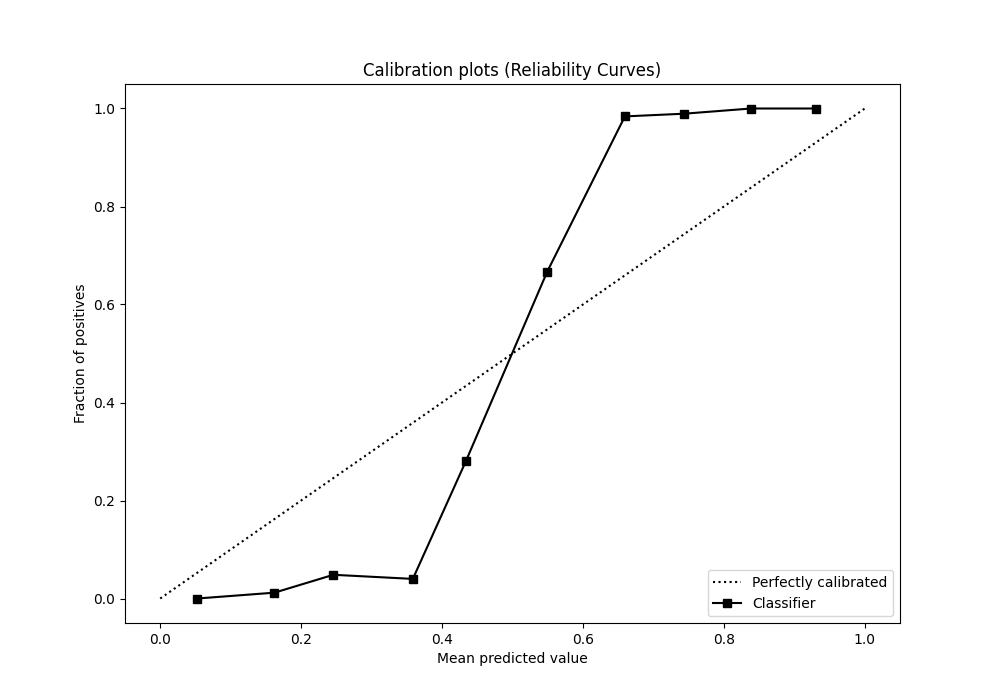 Calibration plots (Reliability Curves)
1.0
0.8
0.6
0.4
0.2
0.0
Fraction of positives
Perfectly calibrated
Classifier
0.0 0.2 0.4 0.6 0.8 1.0
Mean predicted value